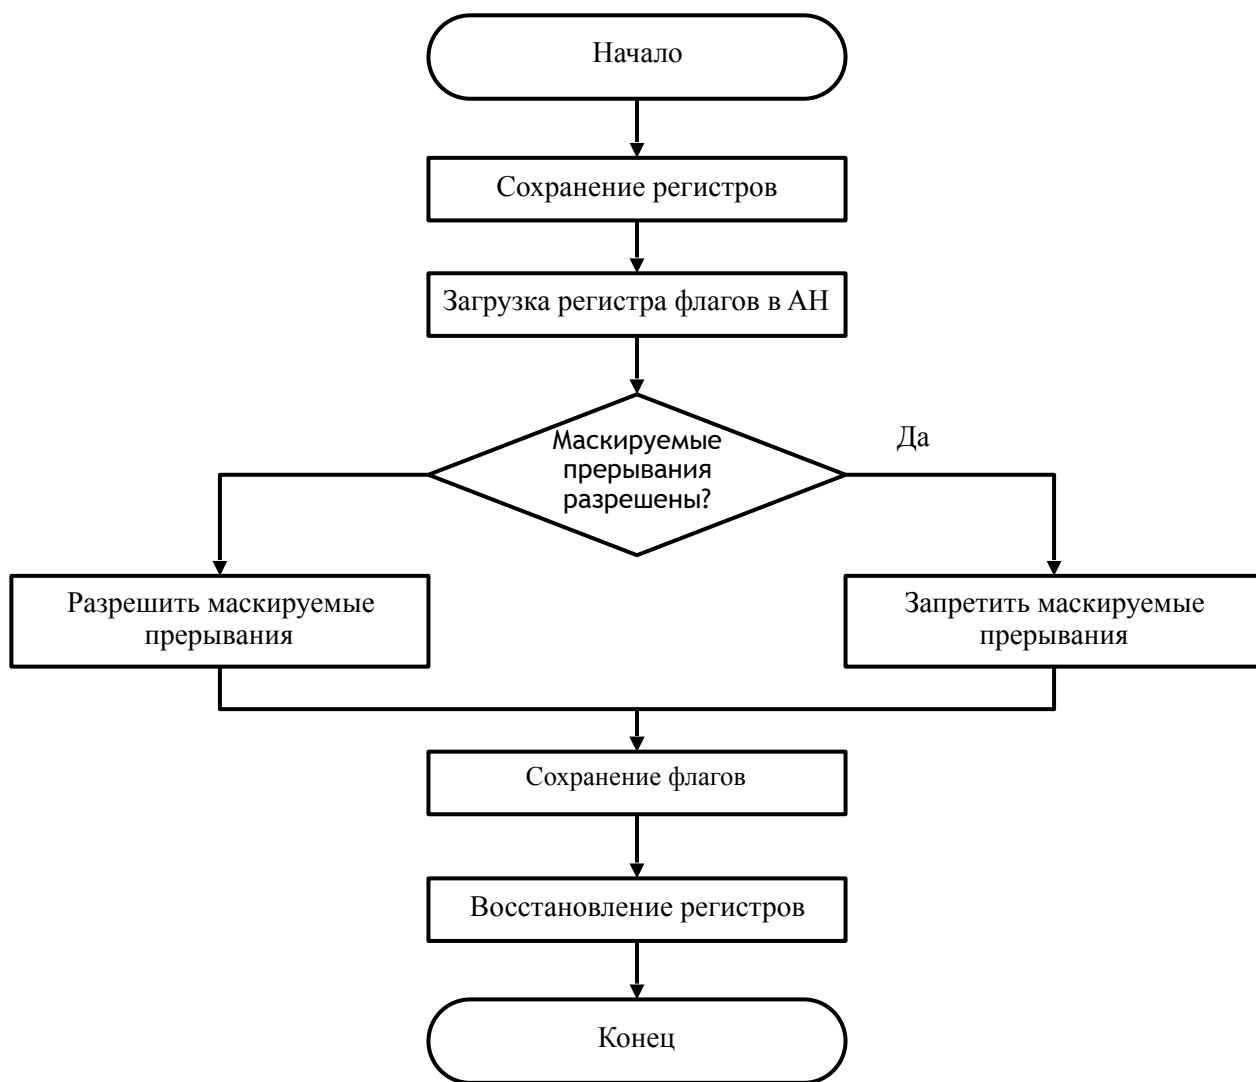 Начало
Сохранение регистров
Загрузка регистра флагов в AH
Маскируемые
прерывания
разрешены?
Да
Разрешить маскируемые
прерывания
Запретить маскируемые
прерывания
Сохранение флагов
Восстановление регистров
Конец